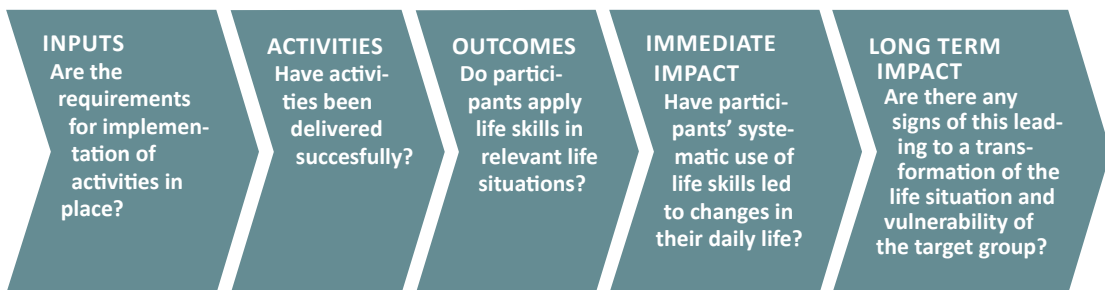 INPUTS
Are the
requirements
for implemen-
tation of
activities in
place?
ACTIVITIES
Have activi-
ties been
delivered
succesfully?
OUTCOMES
Do partici-
pants apply
life skills in
relevant life
situations?
IMMEDIATE
IMPACT
Have partici-
pants’ syste-
matic use of
life skills led
to changes in
their daily life?
LONG TERM
IMPACT
Are there any
signs of this lead-
ing to a trans-
formation of the
life situation and
vulnerability of
the target group?